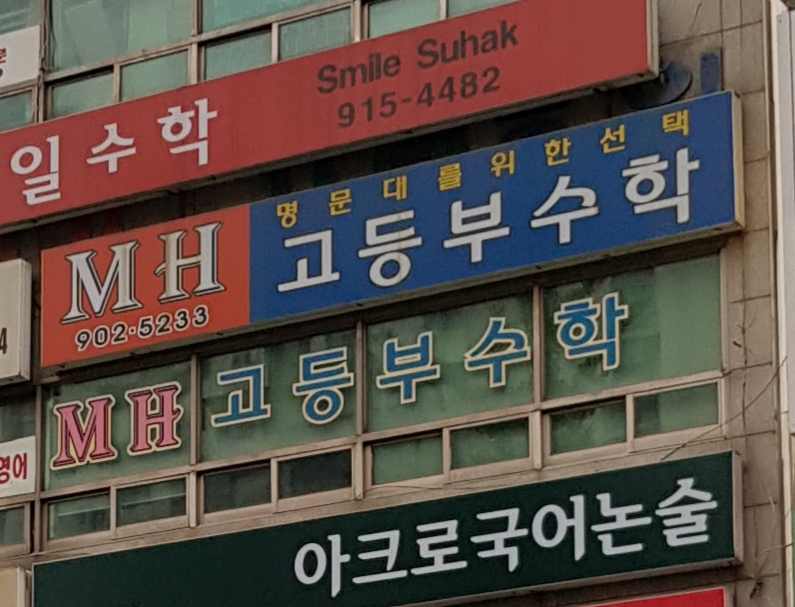 Smile Suhak
915-4482
일수학
명문대를위한선택
MH 고등부수학
902-5233
MH 고등부수학
영어
아크로국어논술